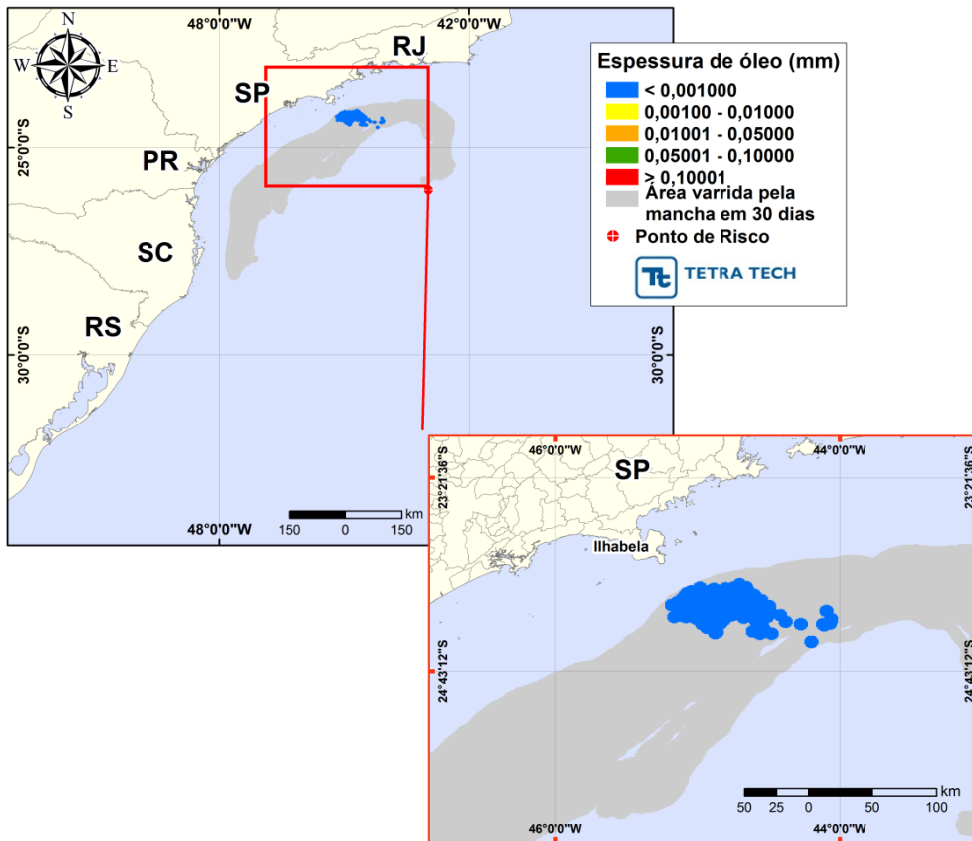 48°0'0"W
42°0'0"W
N
W
E
S
RJ
SP
PR
SC
RS
25°0'0"S
25°0'0"S
30°0'0"S
30°0'0"S
48°0'0"W
km
150
0
150
Espessura de óleo (mm)
< 0,001000
0,00100 - 0,01000
0,01001 - 0,05000
0,05001 - 0,10000
> 0,10001
Área varrida pela
mancha em 30 dias
Ponto de Risco
Tt TETRA TECH
46°0'0"W
44°0'0"W
SP
Ilhabela
23°21'36"S
23°21'36"S
24°43'12"S
24°43'12"S
km
50 25 0 50 100
46°0'0"W
44°0'0"W